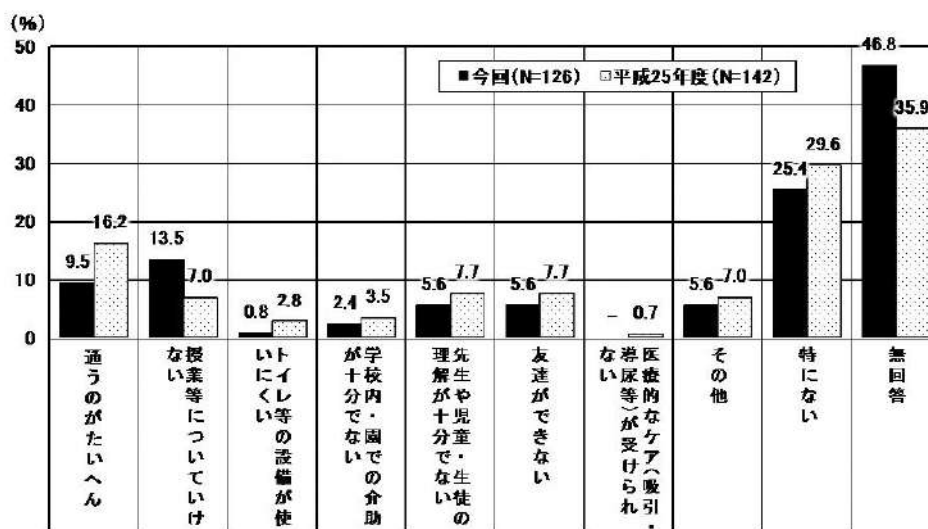 (%)
50
40
30
20
10
0
■今回(N=126) □平成25年度(N=142)
9.5
16.2
13.5
7.0
0.8
2.8
2.4
3.5
5.6
7.7
5.6
7.7
-
0.7
5.6
7.0
25.4
29.6
46.8
35.9
通うのがたいへん
授業等についていけ
ない
トイレ等の設備が使
いにくい
学校内・園での介助
が十分でない
先生や児童・生徒の
理解が十分でない
友達ができない
医療的なケア(吸引・
導尿等)が受けられ
ない
その他
特にない
無回答